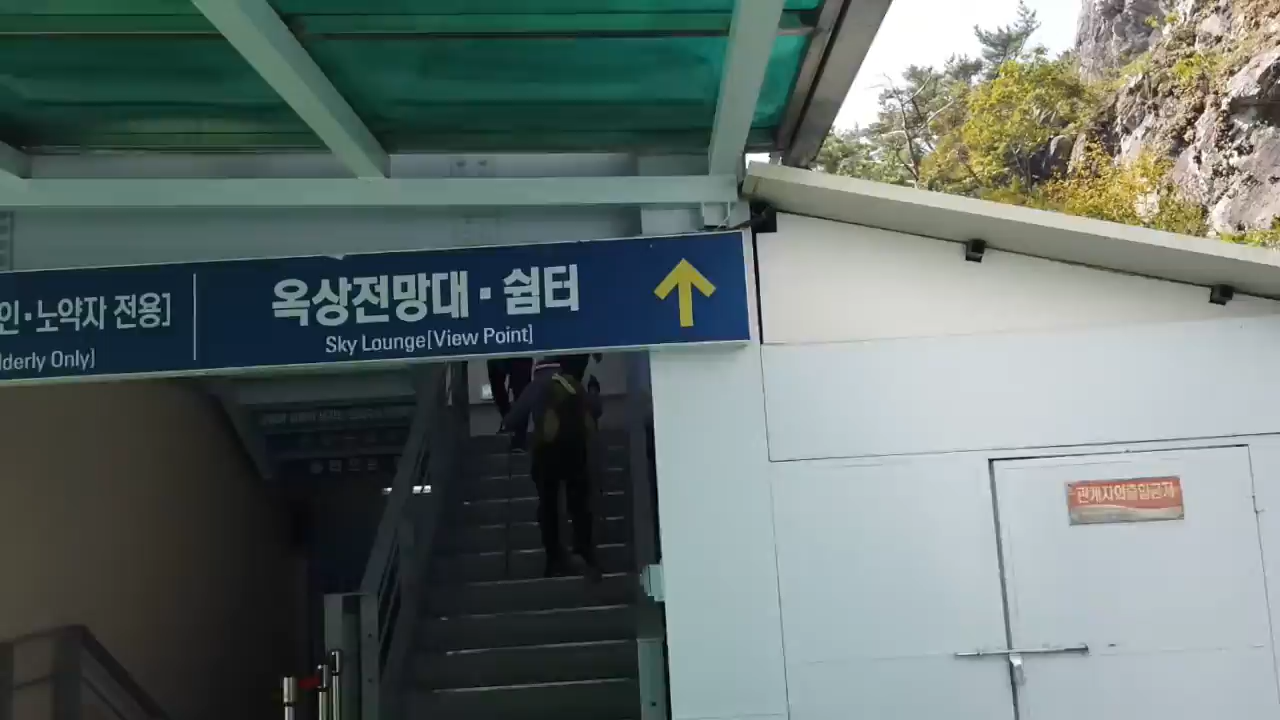 인·노약자 전용]
lderly Only]
옥상전망대·쉼터
Sky Lounge[View Point]
관계자외출입금지